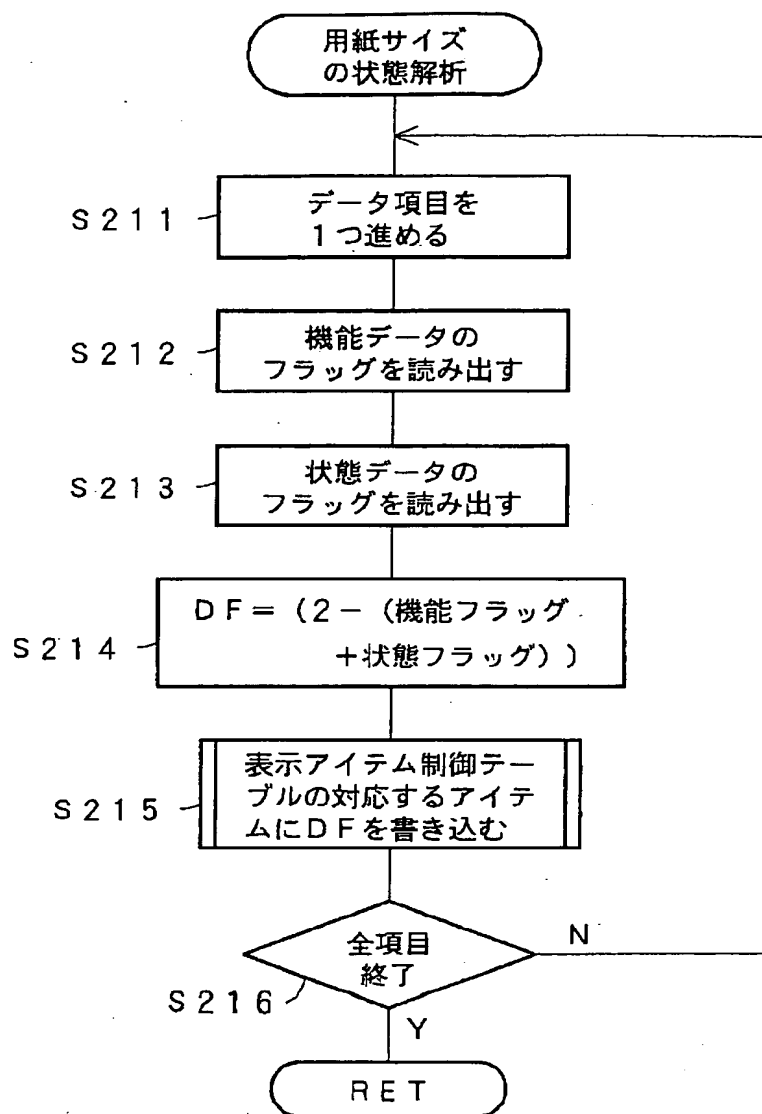 用紙サイズ
の状態解析
S211
データ項目を
1つ進める
S212
機能データの
フラッグを読み出す
S213
状態データの
フラッグを読み出す
S214
DF=(2-(機能フラッグ
+状態フラッグ))
S215
表示アイテム制御テー
ブルの対応するアイテ
ムにDFを書き込む
全項目
終了
N
S216
Y
RET